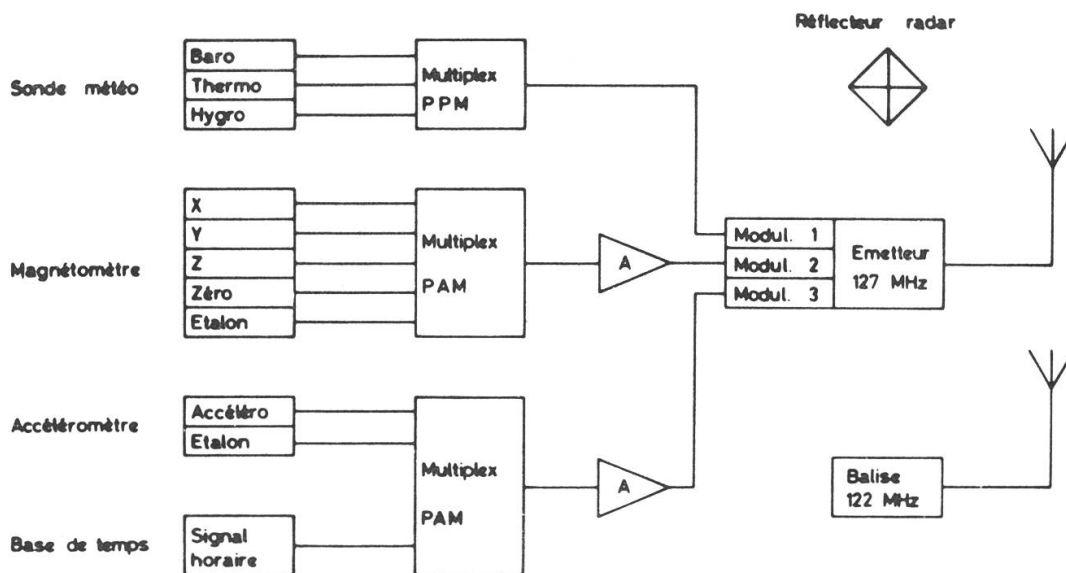 Réflecteur radar
Sonde météo
Baro
Thermo
Hygro
Multiplex
PPM
Magnétomètre
X
Y
Z
Zéro
Etalon
Multiplex
PAM
A
Modul. 1
Modul. 2
Modul. 3
Emetteur
127 MHz
Accéléromètre
Accéléro
Etalon
Multiplex
PAM
A
Balise
122 MHz
Base de temps
Signal
horaire